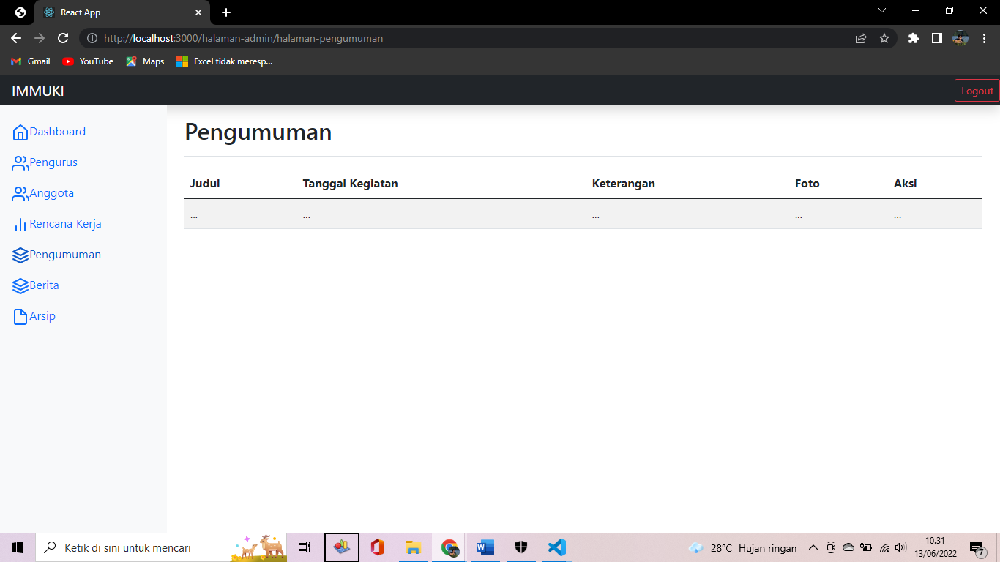 React App
http://localhost:3000/halaman-admin/halaman-pengumuman
Gmail YouTube Maps Excel tidak meresp...
IMMUKI Logout
Dashboard
Pengurus
Anggota
Rencana Kerja
Pengumuman
Berita
Arsip
Pengumuman
Judul Tanggal Kegiatan Keterangan Foto Aksi
... ... ... ... ...
Ketik di sini untuk mencari
28°C Hujan ringan
10.31
13/06/2022
7